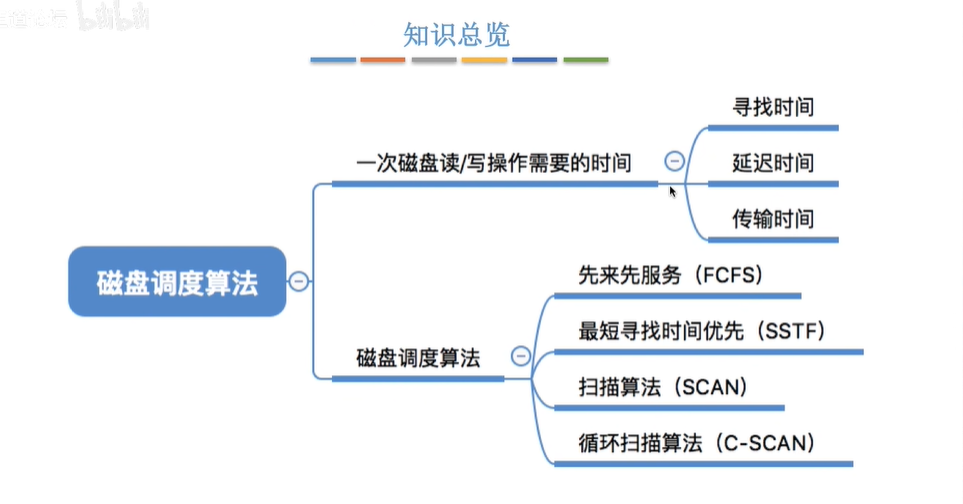 bilibili
知识总览
寻找时间
一次磁盘读/写操作需要的时间
延迟时间
传输时间
磁盘调度算法
先来先服务（FCFS）
最短寻找时间优先（SSTF）
磁盘调度算法
扫描算法（SCAN）
循环扫描算法（C-SCAN）